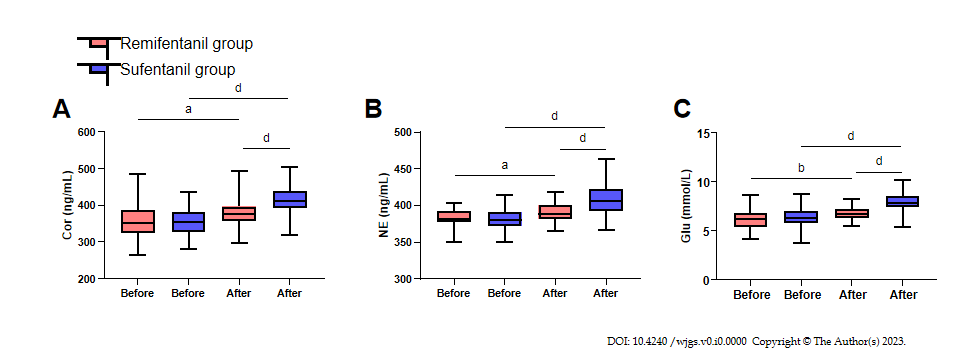 Remifentanil group
Sufentanil group
A
d
a
d
600
500
400
300
200
Cor (ng/mL)
Before Before After After
B
d
d
a
500
450
400
350
300
NE (ng/mL)
Before Before After After
C
d
d
b
15
10
5
0
Glu (mmol/L)
Before Before After After
DOI: 10.4240 /wjgs.v0.i0.0000 Copyright © The Author(s) 2023.